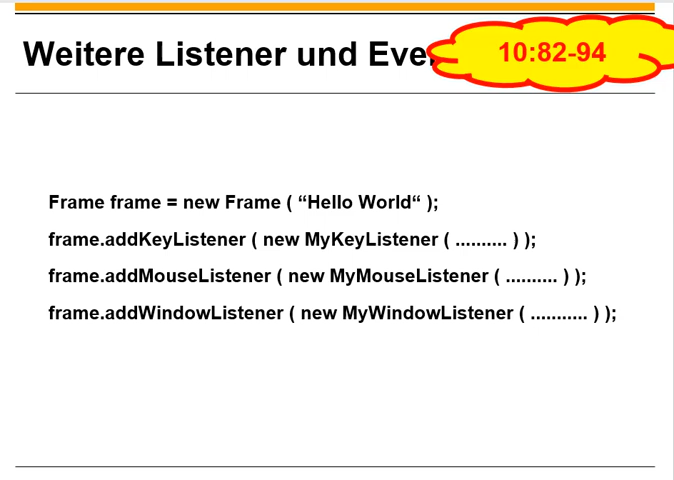 Weitere Listener und
10:82-94
Frame frame = new Frame ( “Hello World“ );
frame.addKeyListener ( new MyKeyListener ( .......... ) );
frame.addMouseListener ( new MyMouseListener ( .......... ) );
frame.addWindowListener ( new MyWindowListener ( ........... ) );